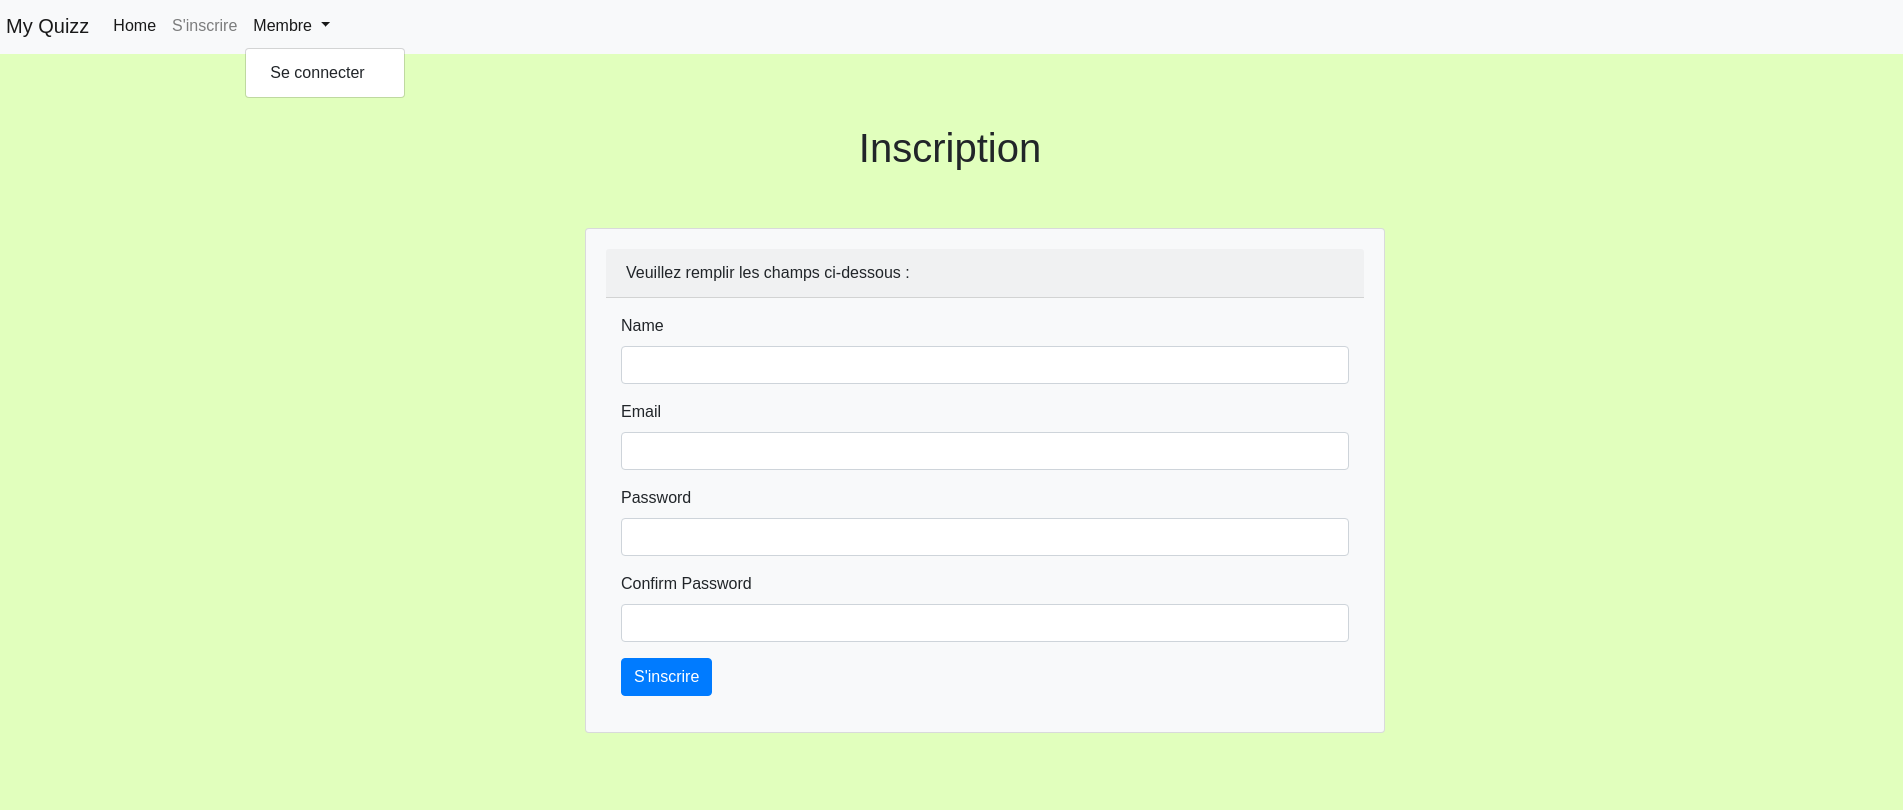 My Quizz Home S'inscrire Membre
Se connecter
Inscription
Veuillez remplir les champs ci-dessous :
Name
Email
Password
Confirm Password
S'inscrire